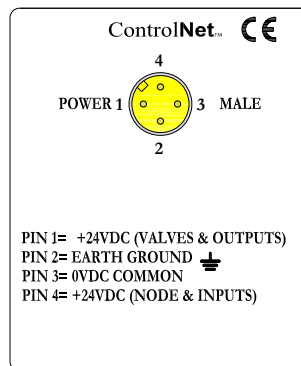 ControlNet™ CE
4
POWER 1 3 MALE
2
PIN 1= +24VDC (VALVES & OUTPUTS)
PIN 2= EARTH GROUND
PIN 3= 0VDC COMMON
PIN 4= +24VDC (NODE & INPUTS)